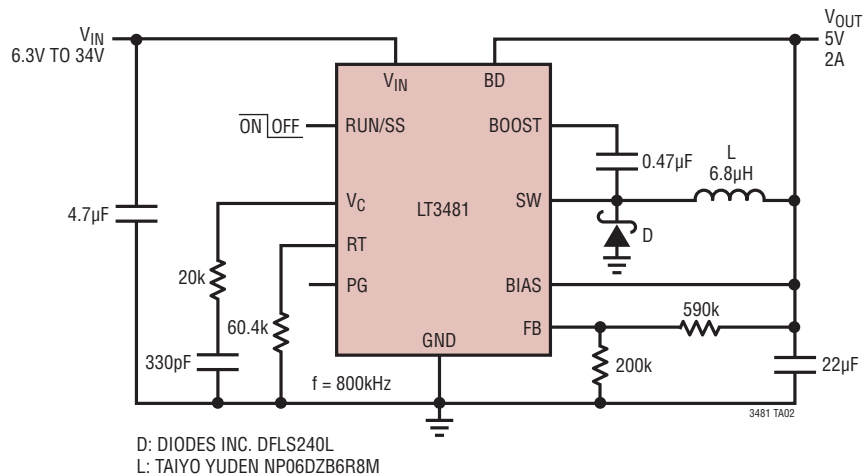 VIN
6.3V TO 34V
VOUT
5V
2A
VIN
BD
ON OFF
RUN/SS
BOOST
0.47µF
L
6.8µH
4.7µF
VC
LT3481
SW
D
20k
RT
60.4k
PG
BIAS
590k
FB
330pF
GND
200k
22µF
f = 800kHz
3481 TA02
D: DIODES INC. DFLS240L
L: TAIYO YUDEN NP06DZB6R8M